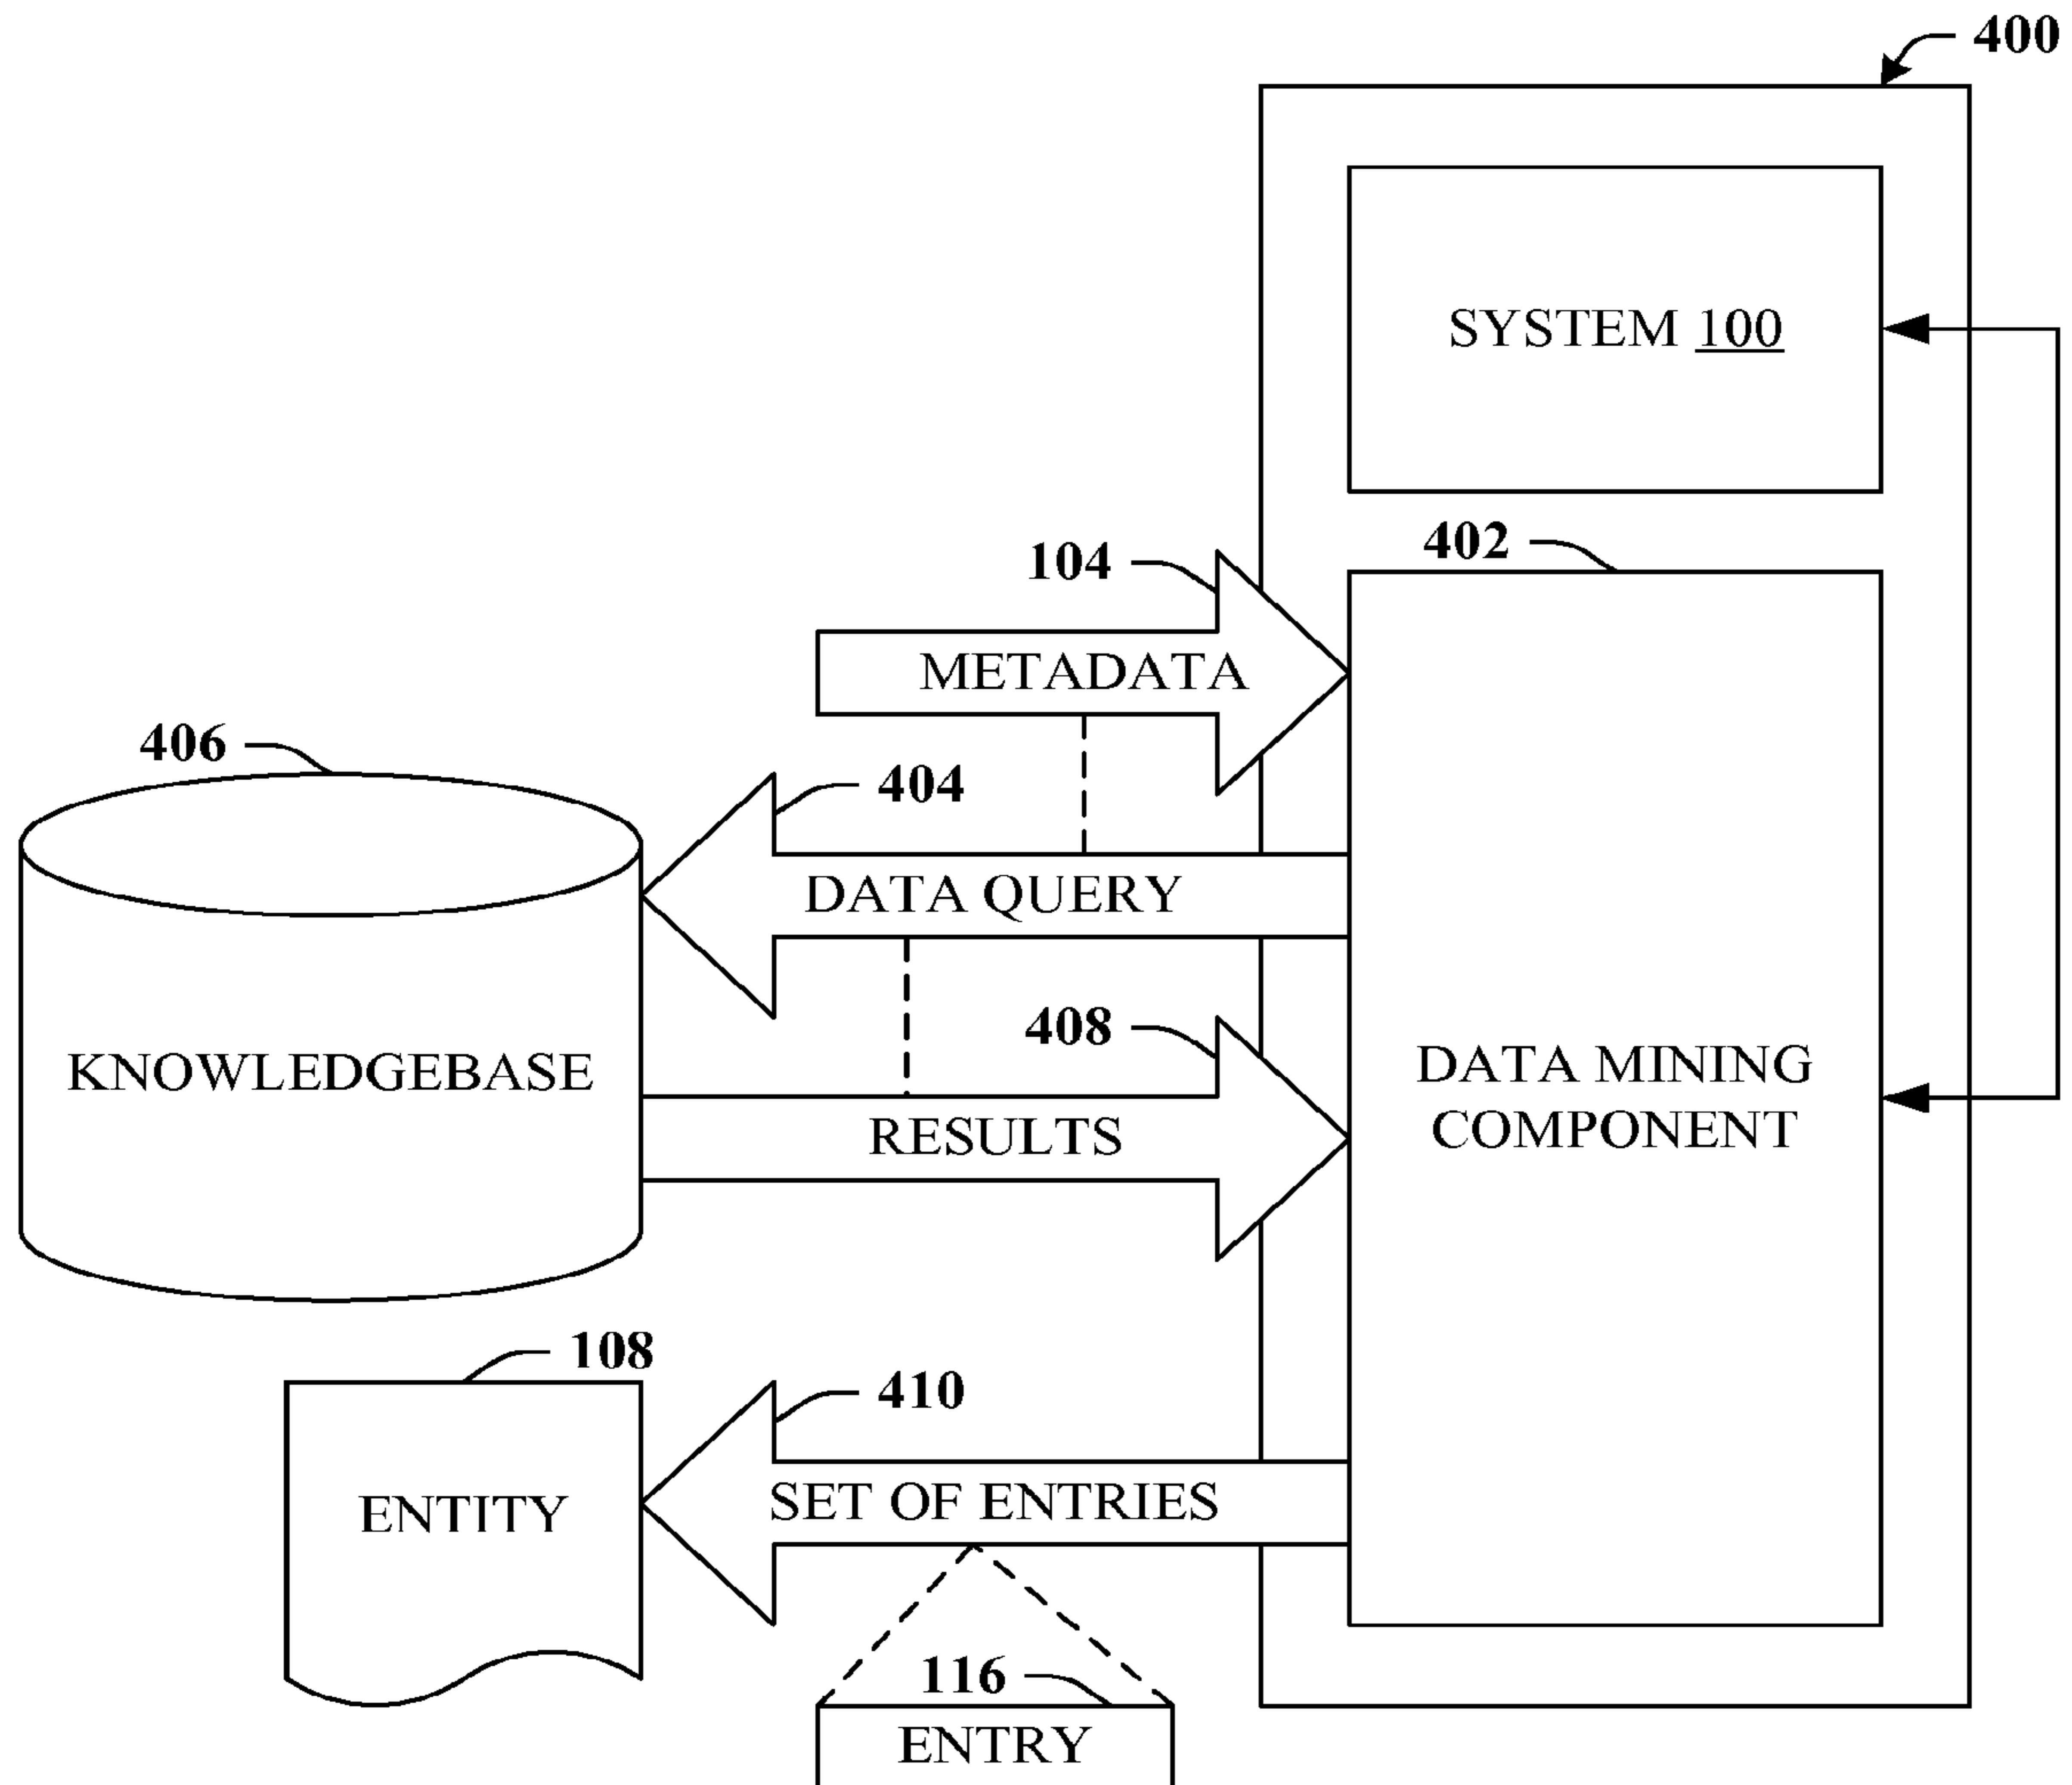 400
SYSTEM 100
402
104
METADATA
406
404
DATA QUERY
408
KNOWLEDGEBASE
DATA MINING
COMPONENT
RESULTS
108
410
ENTITY
SET OF ENTRIES
116
ENTRY